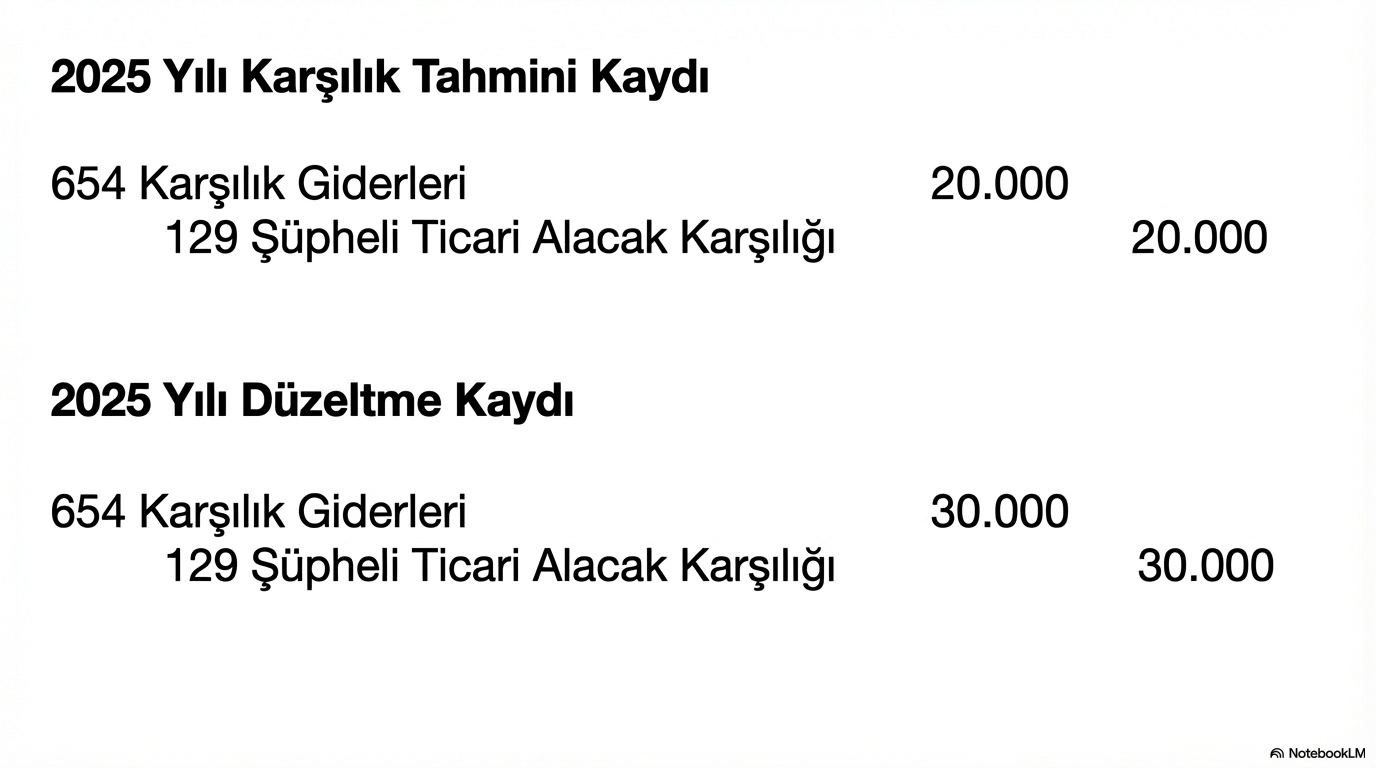 2025 Yılı Karşılık Tahmini Kaydı
654 Karşılık Giderleri 20.000
129 Şüpheli Ticari Alacak Karşılığı 20.000
2025 Yılı Düzeltme Kaydı
654 Karşılık Giderleri 30.000
129 Şüpheli Ticari Alacak Karşılığı 30.000
NotebookLM